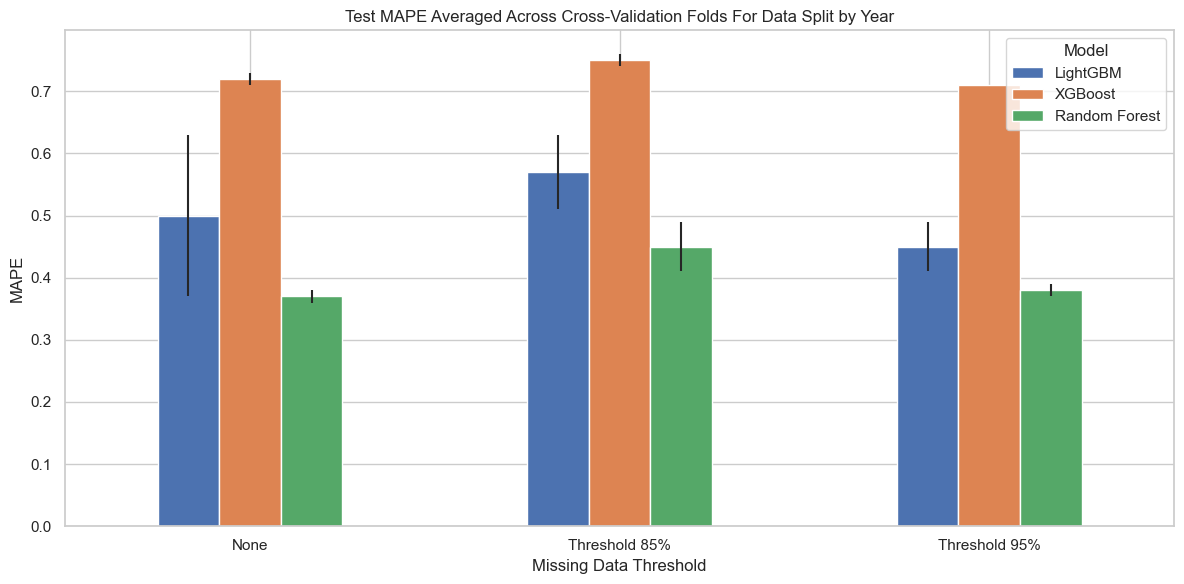 Test MAPE Averaged Across Cross-Validation Folds For Data Split by Year
Model
LightGBM
XGBoost
Random Forest
MAPE
0.7
0.6
0.5
0.4
0.3
0.2
0.1
0.0
None
Threshold 85%
Threshold 95%
Missing Data Threshold